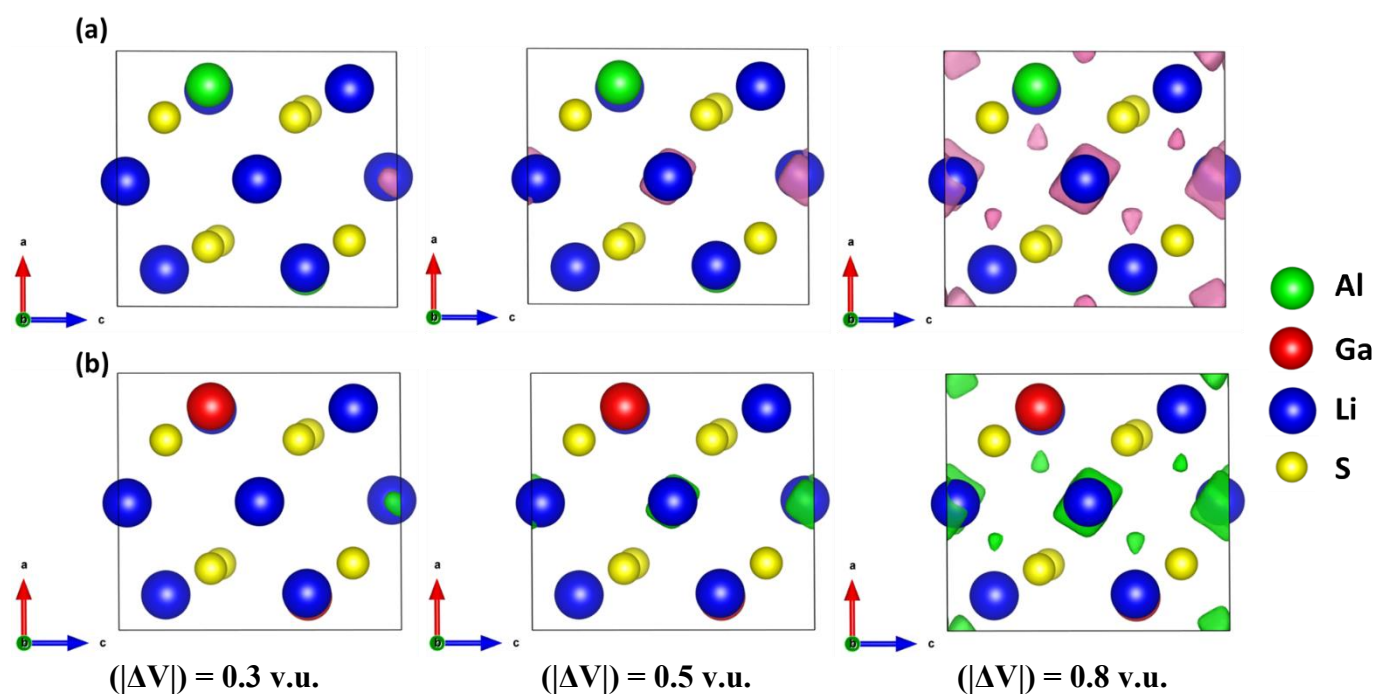 (a)
a
b
c
a
b
c
a
b
c
Al
Ga
Li
S
(b)
a
b
c
a
b
c
a
b
c
(|ΔV|) = 0.3 v.u.
(|ΔV|) = 0.5 v.u.
(|ΔV|) = 0.8 v.u.